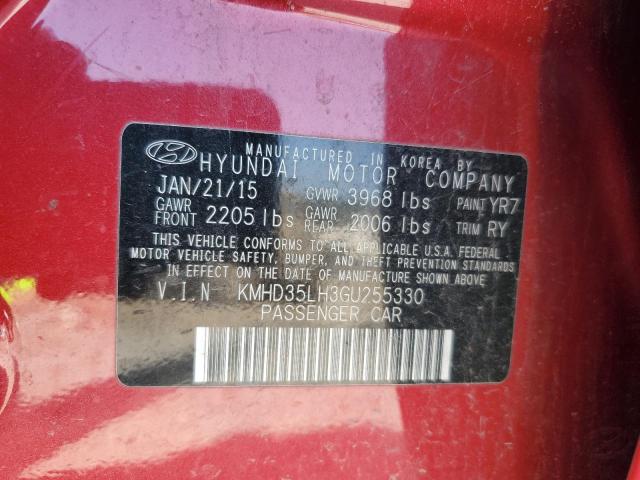 MANUFACTURED IN KOREA BY
HYUNDAI MOTOR COMPANY
JAN/21/15 GVWR 3968 lbs PAINT YR7
GAWR FRONT 2205 lbs GAWR REAR 2006 lbs TRIM RY
THIS VEHICLE CONFORMS TO ALL APPLICABLE U.S.A. FEDERAL
MOTOR VEHICLE SAFETY, BUMPER, AND THEFT PREVENTION STANDARDS
IN EFFECT ON THE DATE OF MANUFACTURE SHOWN ABOVE
V.I.N KMHD35LH3GU255330
PASSENGER CAR